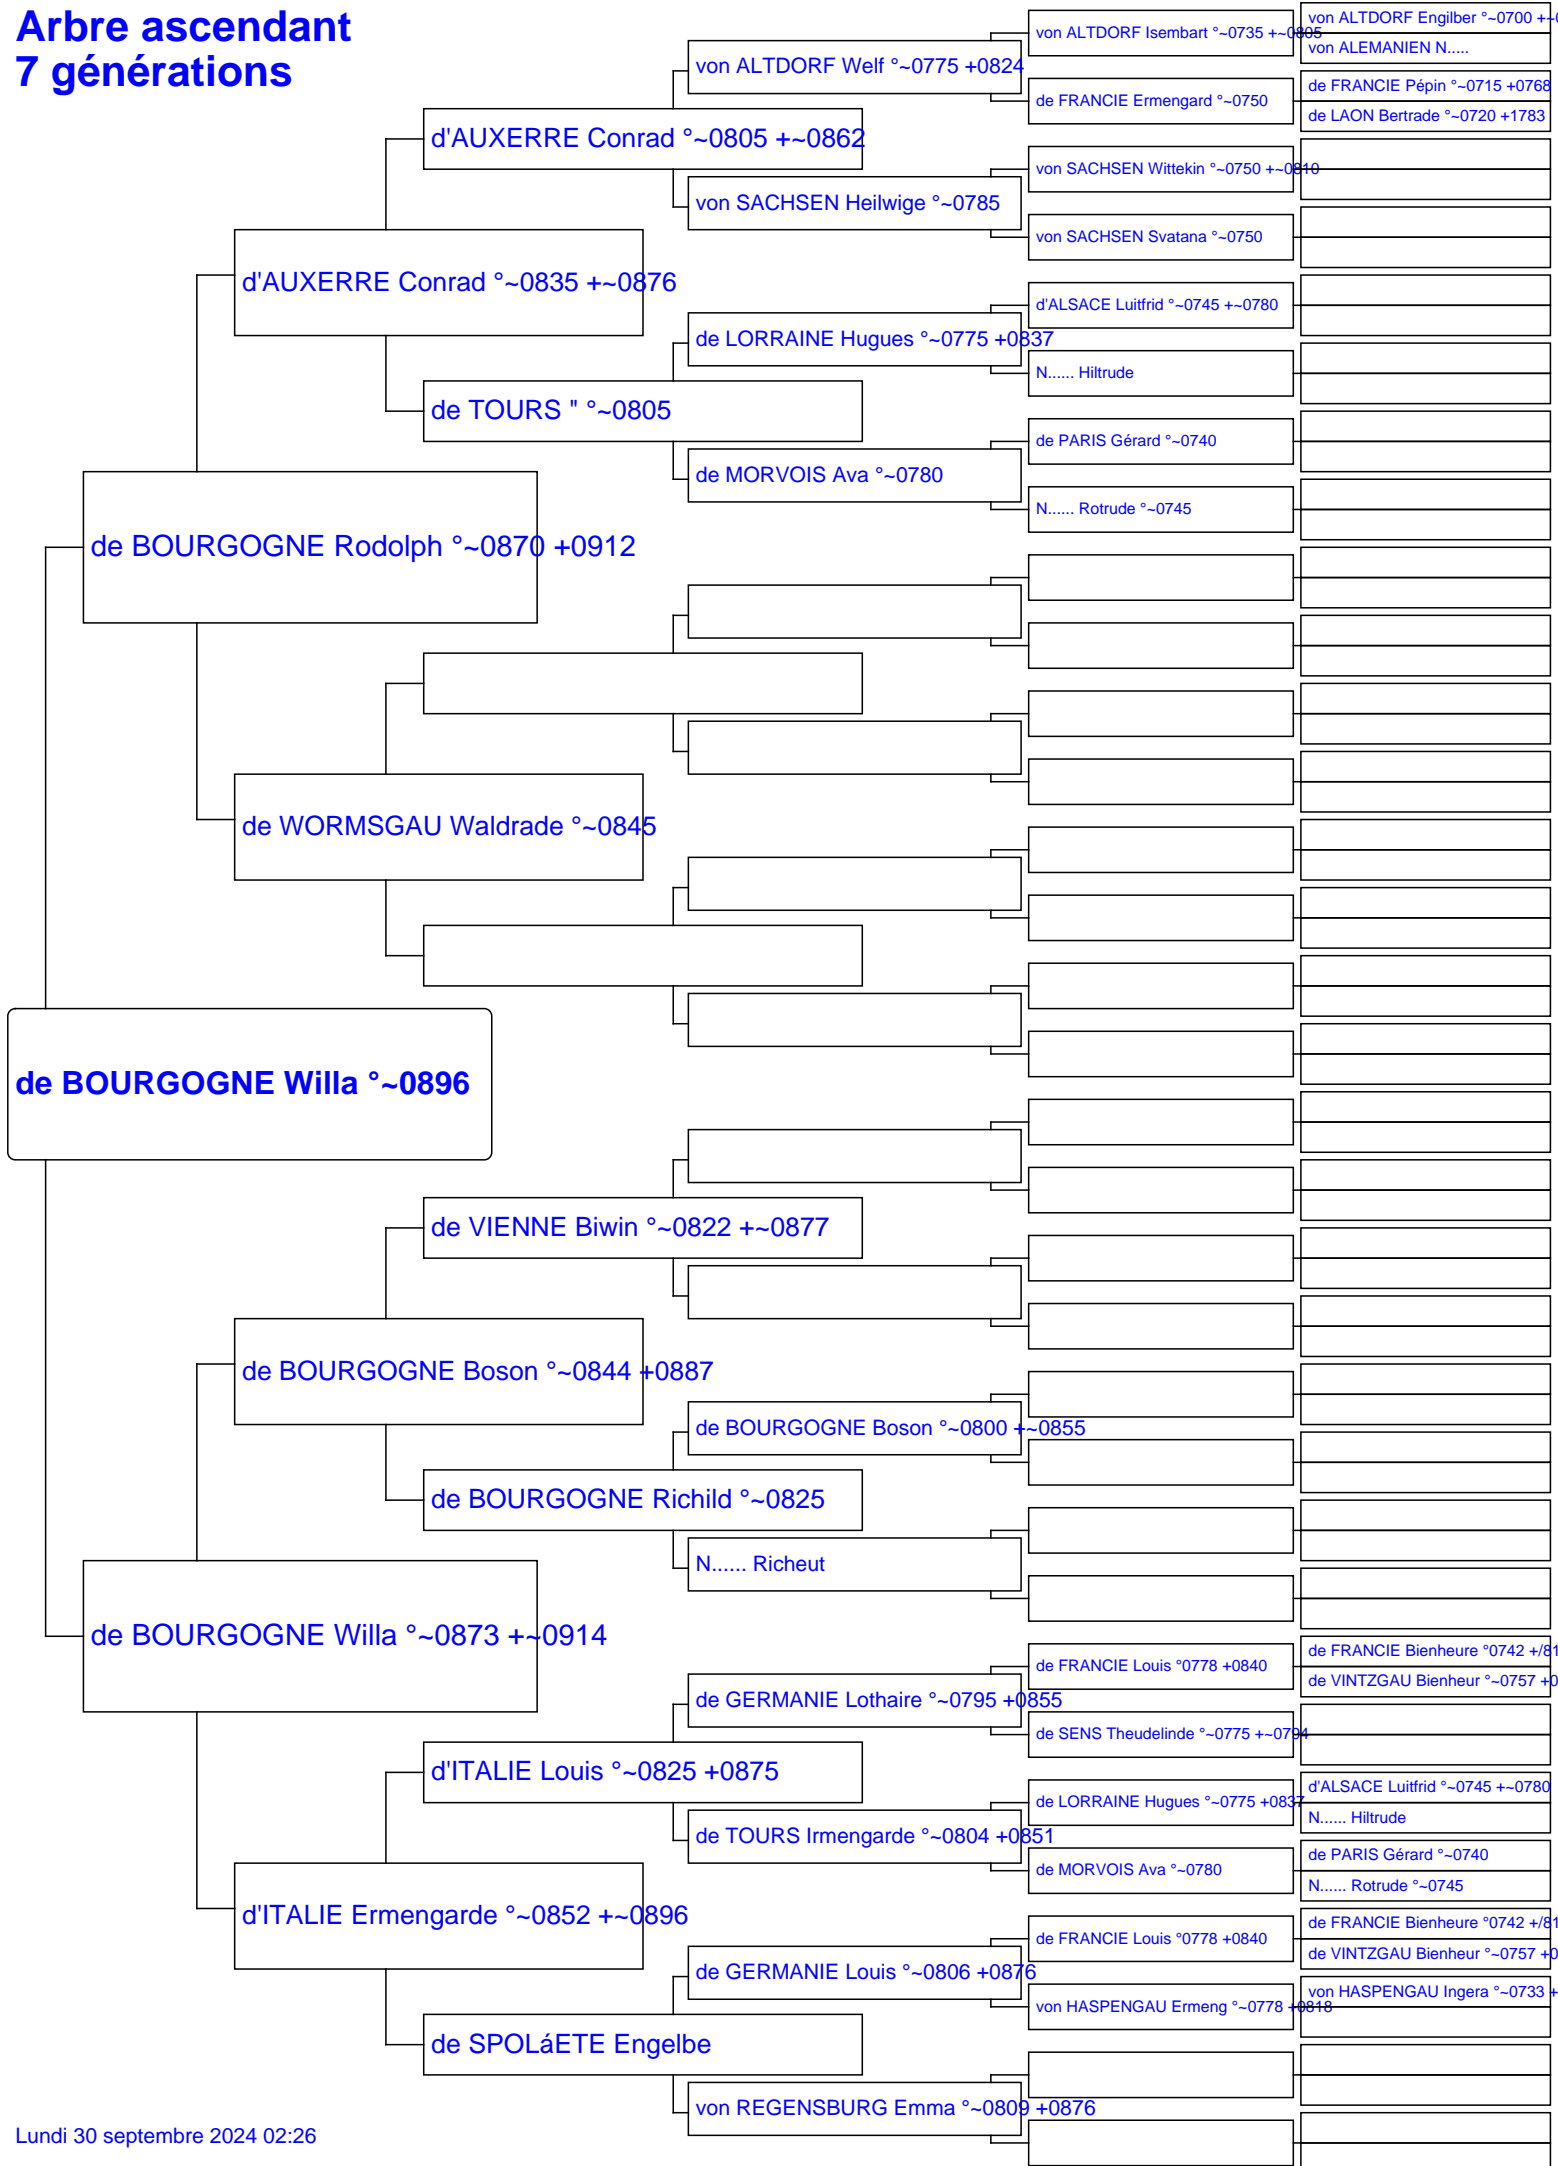 Arbre ascendant
7 générations
von ALTDORF Engilber °~0700 +~0
von ALTDORF Isembart °~0735 +~0805
von ALEMANIEN N.....
von ALTDORF Welf °~0775 +0824
de FRANCIE Pépin °~0715 +0768
de FRANCIE Ermengard °~0750
de LAON Bertrade °~0720 +1783
d'AUXERRE Conrad °~0805 +~0862
von SACHSEN Wittekin °~0750 +~0810
von SACHSEN Heilwige °~0785
von SACHSEN Svatana °~0750
d'AUXERRE Conrad °~0835 +~0876
d'ALSACE Luitfrid °~0745 +~0780
de LORRAINE Hugues °~0775 +0837
N...... Hiltrude
de TOURS " °~0805
de PARIS Gérard °~0740
de MORVOIS Ava °~0780
N...... Rotrude °~0745
de BOURGOGNE Rodolph °~0870 +0912
de WORMSGAU Waldrade °~0845
de BOURGOGNE Willa °~0896
de VIENNE Biwin °~0822 +~0877
de BOURGOGNE Boson °~0844 +0887
de BOURGOGNE Boson °~0800 +~0855
de BOURGOGNE Richild °~0825
N...... Richeut
de BOURGOGNE Willa °~0873 +~0914
de FRANCIE Bienheure °0742 +/81
de FRANCIE Louis °0778 +0840
de VINTZGAU Bienheur °~0757 +0
de GERMANIE Lothaire °~0795 +0855
de SENS Theudelinde °~0775 +~0794
d'ITALIE Louis °~0825 +0875
d'ALSACE Luitfrid °~0745 +~0780
de LORRAINE Hugues °~0775 +0837
N...... Hiltrude
de TOURS Irmengarde °~0804 +0851
de PARIS Gérard °~0740
de MORVOIS Ava °~0780
N...... Rotrude °~0745
d'ITALIE Ermengarde °~0852 +~0896
de FRANCIE Bienheure °0742 +/81
de FRANCIE Louis °0778 +0840
de VINTZGAU Bienheur °~0757 +0
de GERMANIE Louis °~0806 +0876
von HASPENGAU Ingera °~0733 +
von HASPENGAU Ermeng °~0778 +0818
de SPOLáETE Engelbe
von REGENSBURG Emma °~0809 +0876
Lundi 30 septembre 2024 02:26